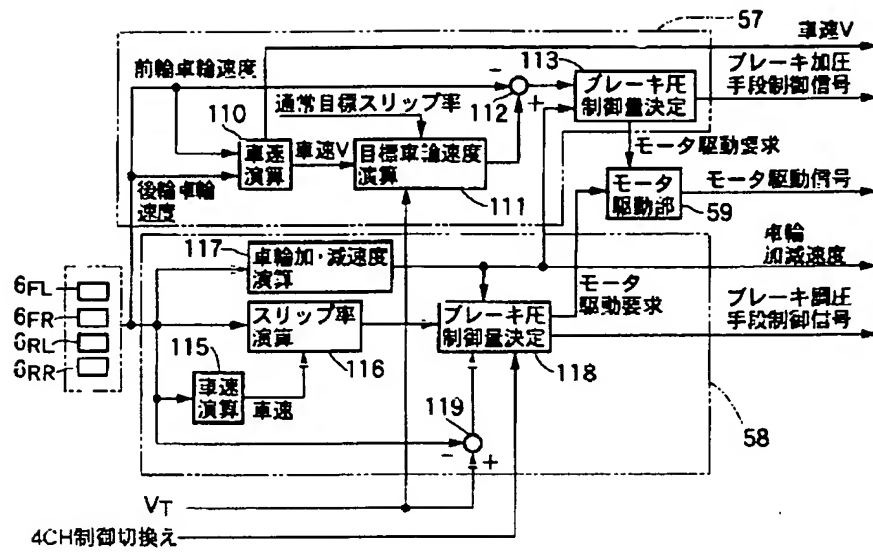 57
車速V
前輪車輪速度
113
ブレーキ圧
制御量決定
ブレーキ加圧
手段制御信号
通常目標スリップ率
112
-
+
110
車速
演算
車速V
目標車輪速度
演算
111
モータ駆動要求
後輪車輪
速度
モータ
駆動部
59
モータ駆動信号
117
車輪加・減速度
演算
車輪
加減速度
6FL
6FR
6RL
6RR
スリップ率
演算
116
モータ
駆動要求
ブレーキ圧
制御量決定
118
ブレーキ調圧
手段制御信号
115
車速
演算
車速
119
-
+
58
VT
4CH制御切換え